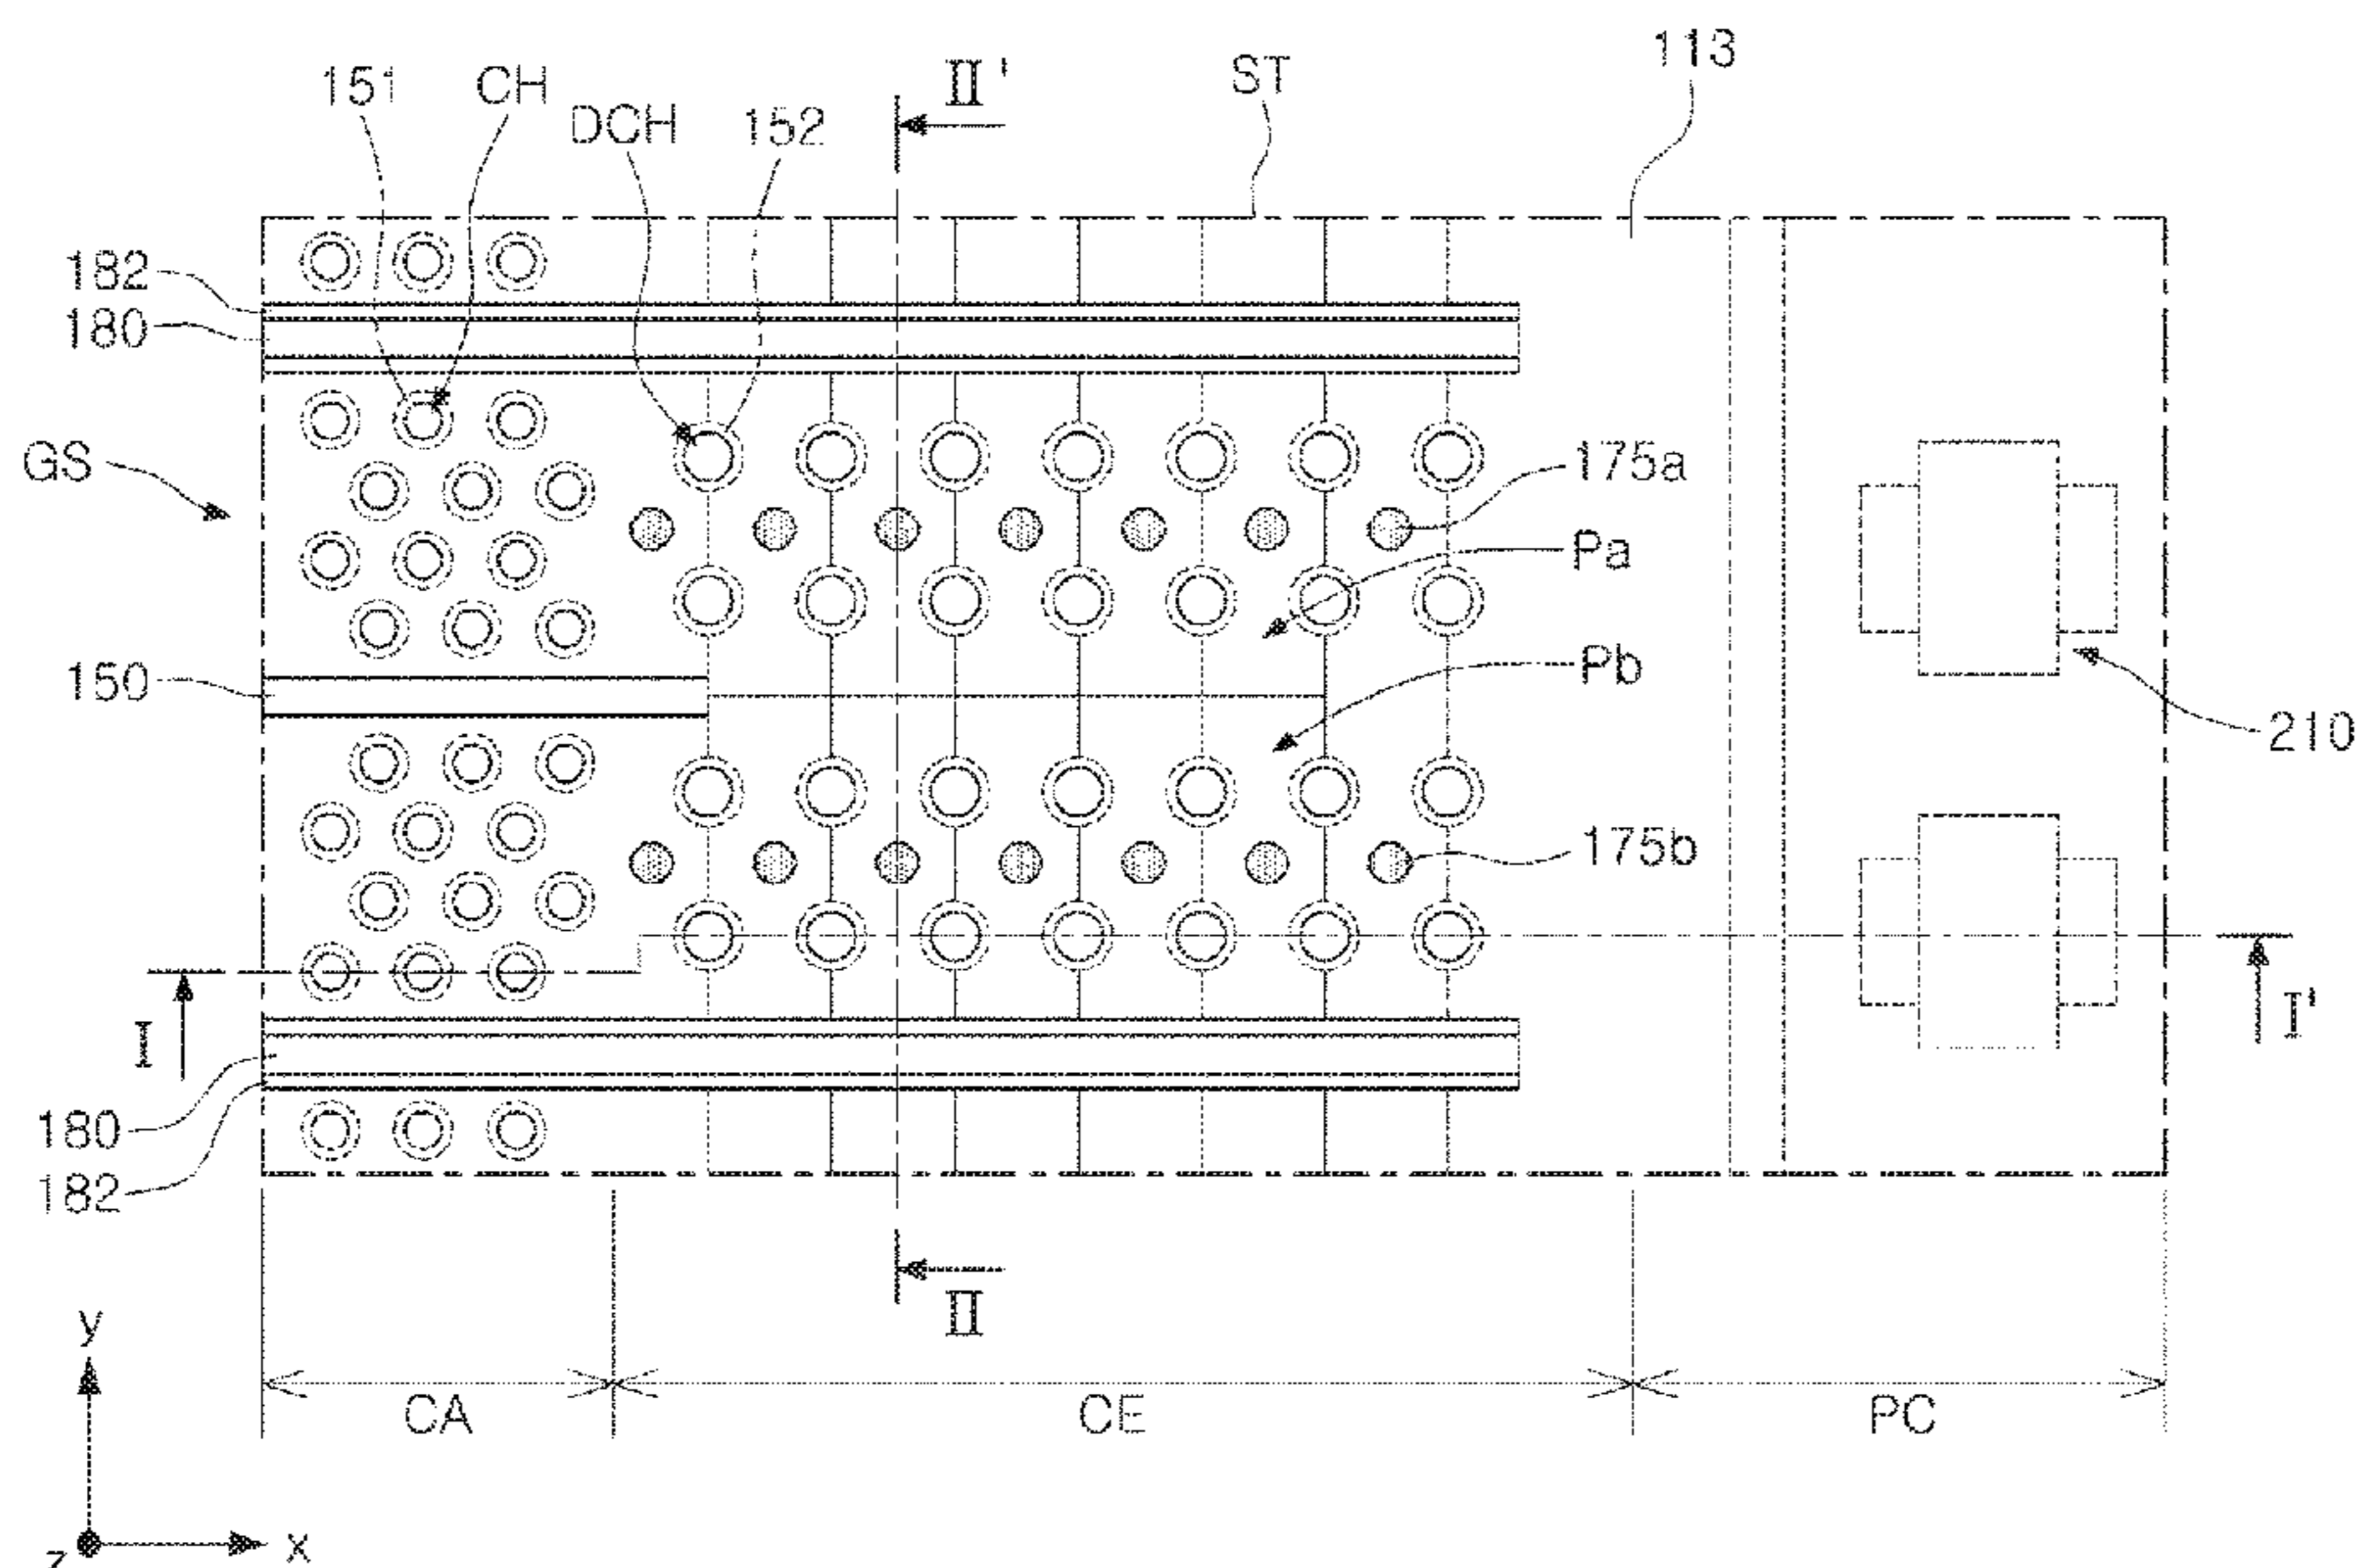 113
ST
151 CH II'
DCH 152
182
180
GS
175a
Pa
150
Pb
210
175b
I
I'
180
182
II
y
CA CE PC
x
z